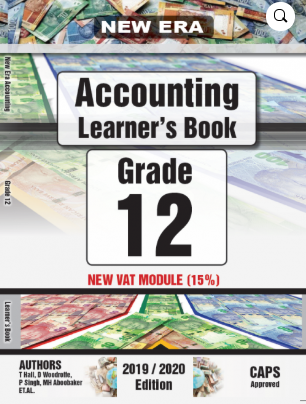 NEW ERA
Accounting
Learner's Book
Grade
12
NEW VAT MODULE (15%)
New Era Accounting
Grade 12
Learner's Book
AUTHORS
T Hall, D Woodroffe,
P Singh, MH Aboobaker
ET.AL.
2019 / 2020
Edition
CAPS
Approved